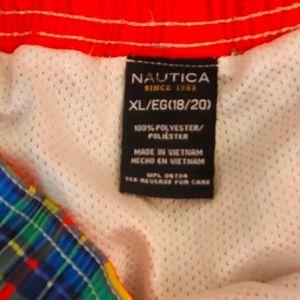 NAUTICA
SINCE 1983
XL/EG(18/20)
100% POLYESTER/
POLIÉSTER
MADE IN VIETNAM
HECHO EN VIETNAM
WPL 08738
SEE REVERSE FOR CARE